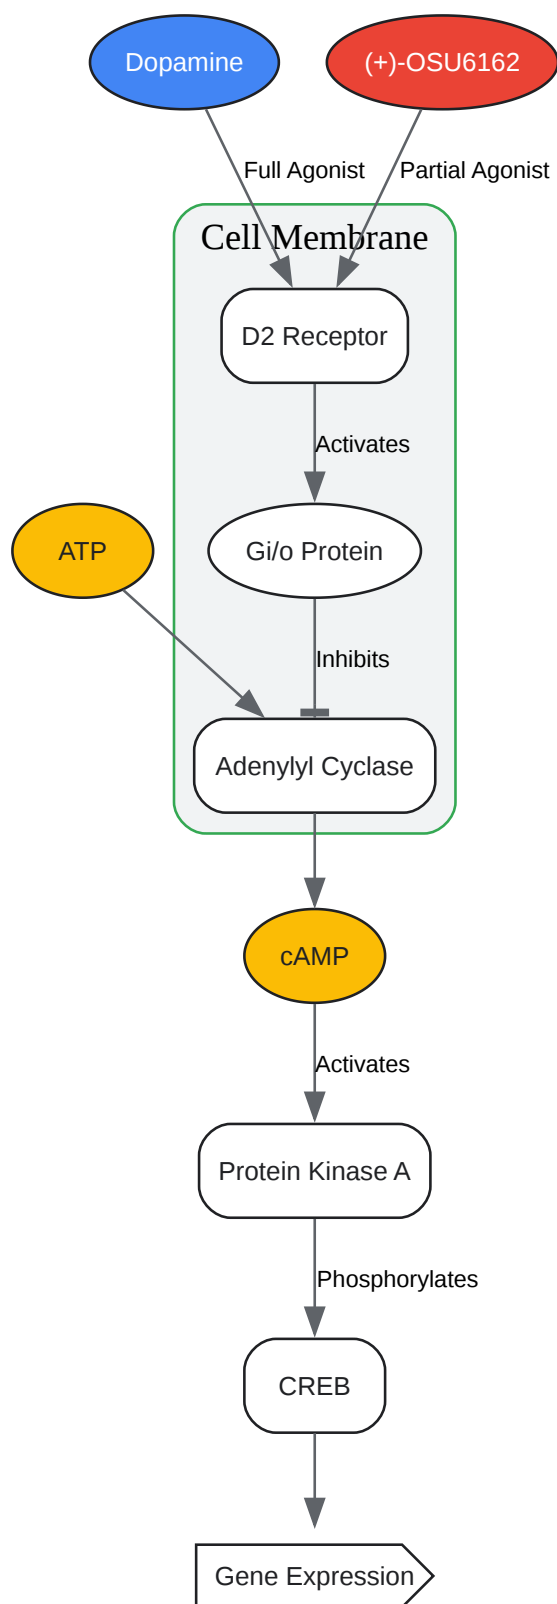 Dopamine
(+)-OSU6162
Full Agonist
Partial Agonist
Cell Membrane
D2 Receptor
Activates
ATP
Gi/o Protein
Inhibits
Adenylyl Cyclase
cAMP
Activates
Protein Kinase A
Phosphorylates
CREB
Gene Expression